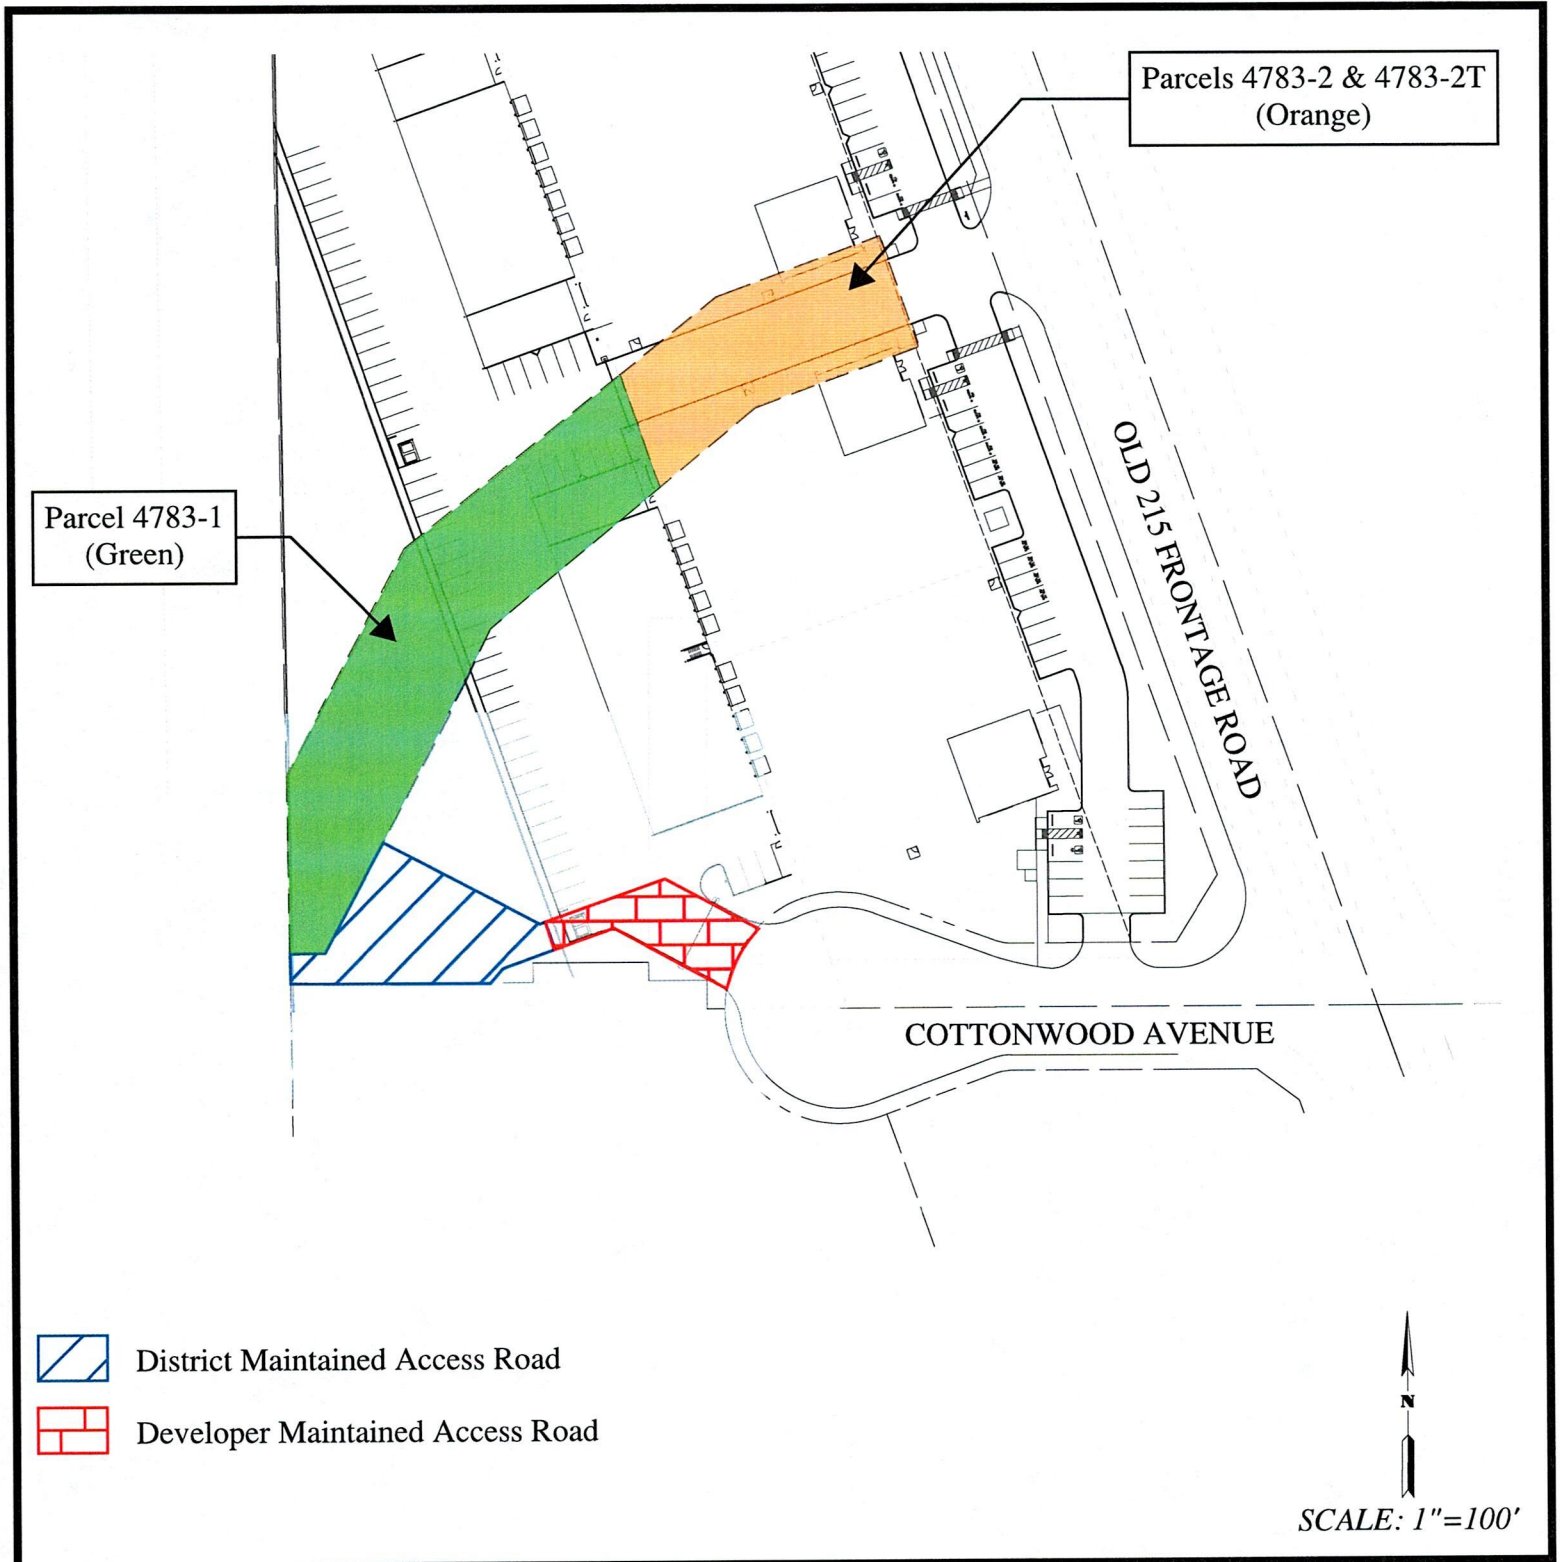 Parcels 4783-2 & 4783-2T
(Orange)
Parcel 4783-1
(Green)
OLD 215 FRONTAGE ROAD
COTTONWOOD AVENUE
District Maintained Access Road
Developer Maintained Access Road
N
SCALE: 1"=100'